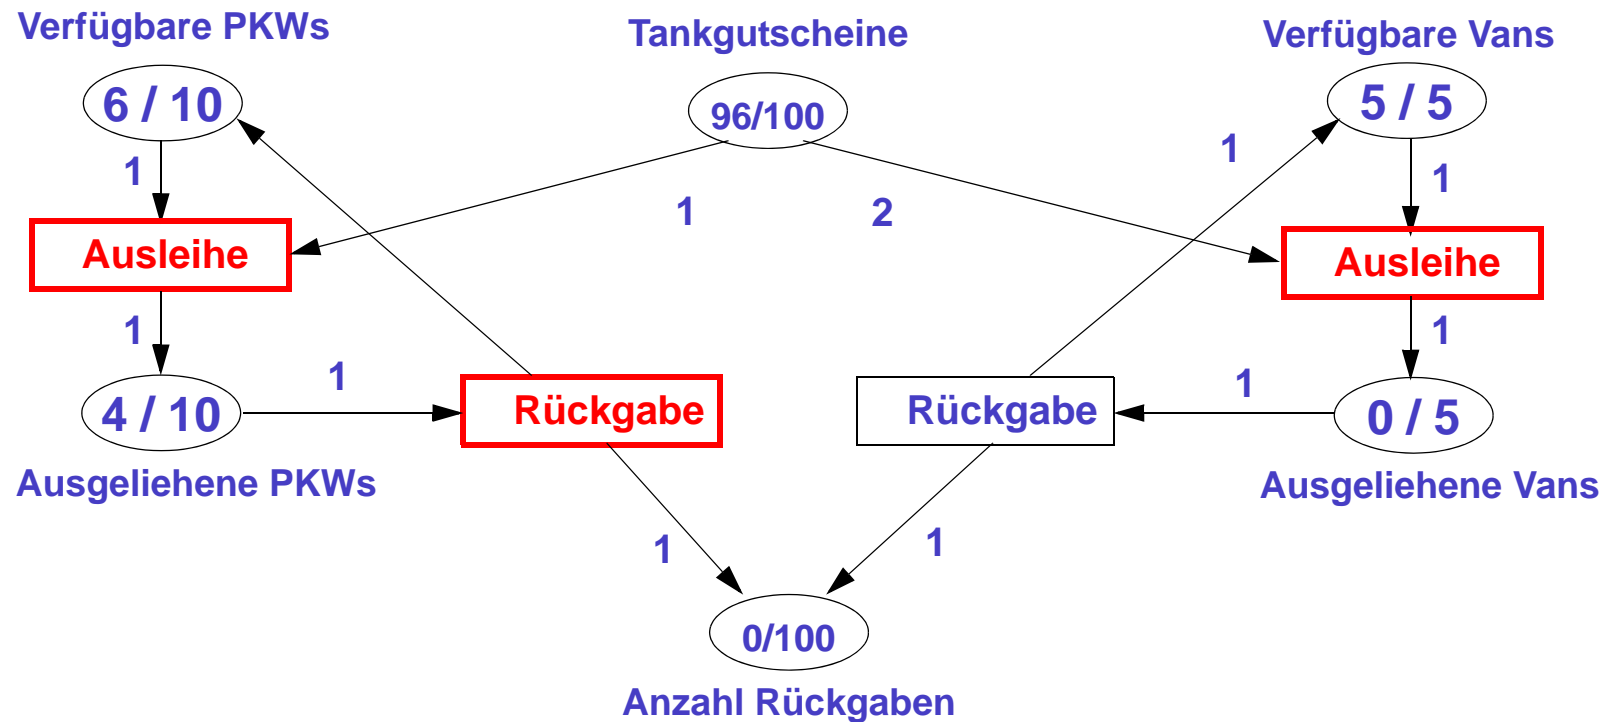 Verfügbare PKWs
Tankgutscheine
Verfügbare Vans
6 / 10
96/100
5 / 5
1
1
1
1
2
Ausleihe
Ausleihe
1
1
1
1
4 / 10
Rückgabe
Rückgabe
0 / 5
Ausgeliehene PKWs
Ausgeliehene Vans
1
1
0/100
Anzahl Rückgaben